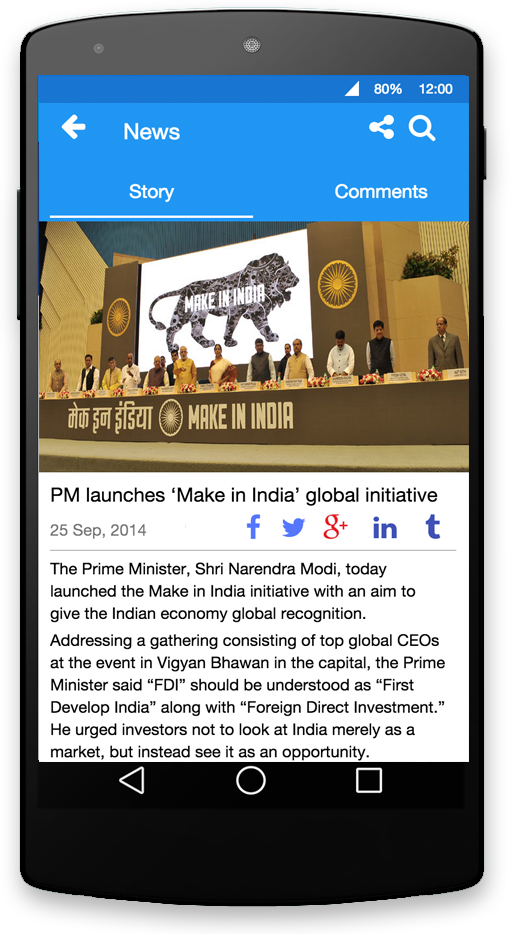 80% 12:00
News
Story Comments
MAKE IN INDIA
मेक इन इंडिया MAKE IN INDIA
PM launches ‘Make in India’ global initiative
25 Sep, 2014
The Prime Minister, Shri Narendra Modi, today
launched the Make in India initiative with an aim to
give the Indian economy global recognition.
Addressing a gathering consisting of top global CEOs
at the event in Vigyan Bhawan in the capital, the Prime
Minister said “FDI” should be understood as “First
Develop India” along with “Foreign Direct Investment.”
He urged investors not to look at India merely as a
market, but instead see it as an opportunity.